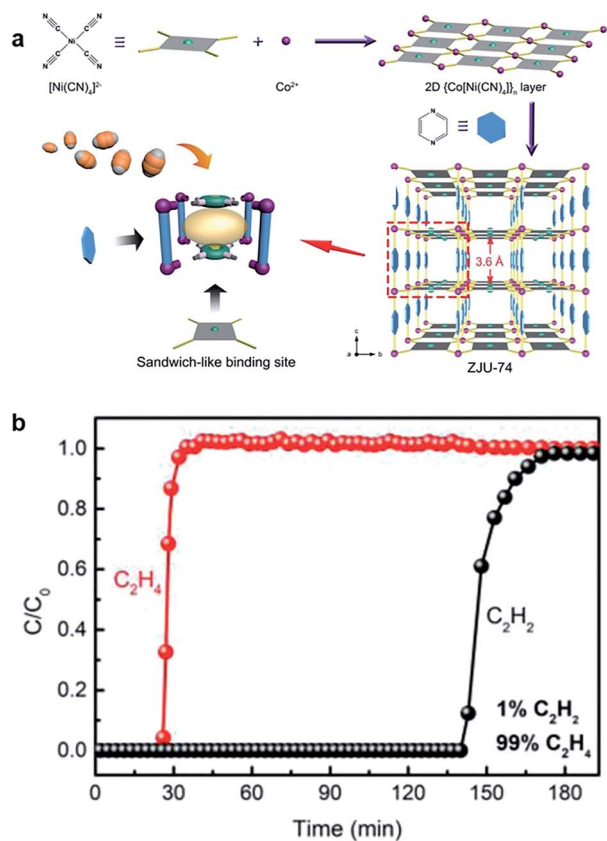 a
N
C
C
N
Ni
N
C
C
N
≡
+
[Ni(CN)₄]²⁻
Co²⁺
2D {Co[Ni(CN)₄]}ₙ layer
N
N
≡
3.6 Å
Sandwich-like binding site
c
a
b
ZJU-74
b
C/C₀
1.0
0.8
0.6
0.4
0.2
0.0
C₂H₄
C₂H₂
1% C₂H₂
99% C₂H₄
0
30
60
90
120
150
180
Time (min)